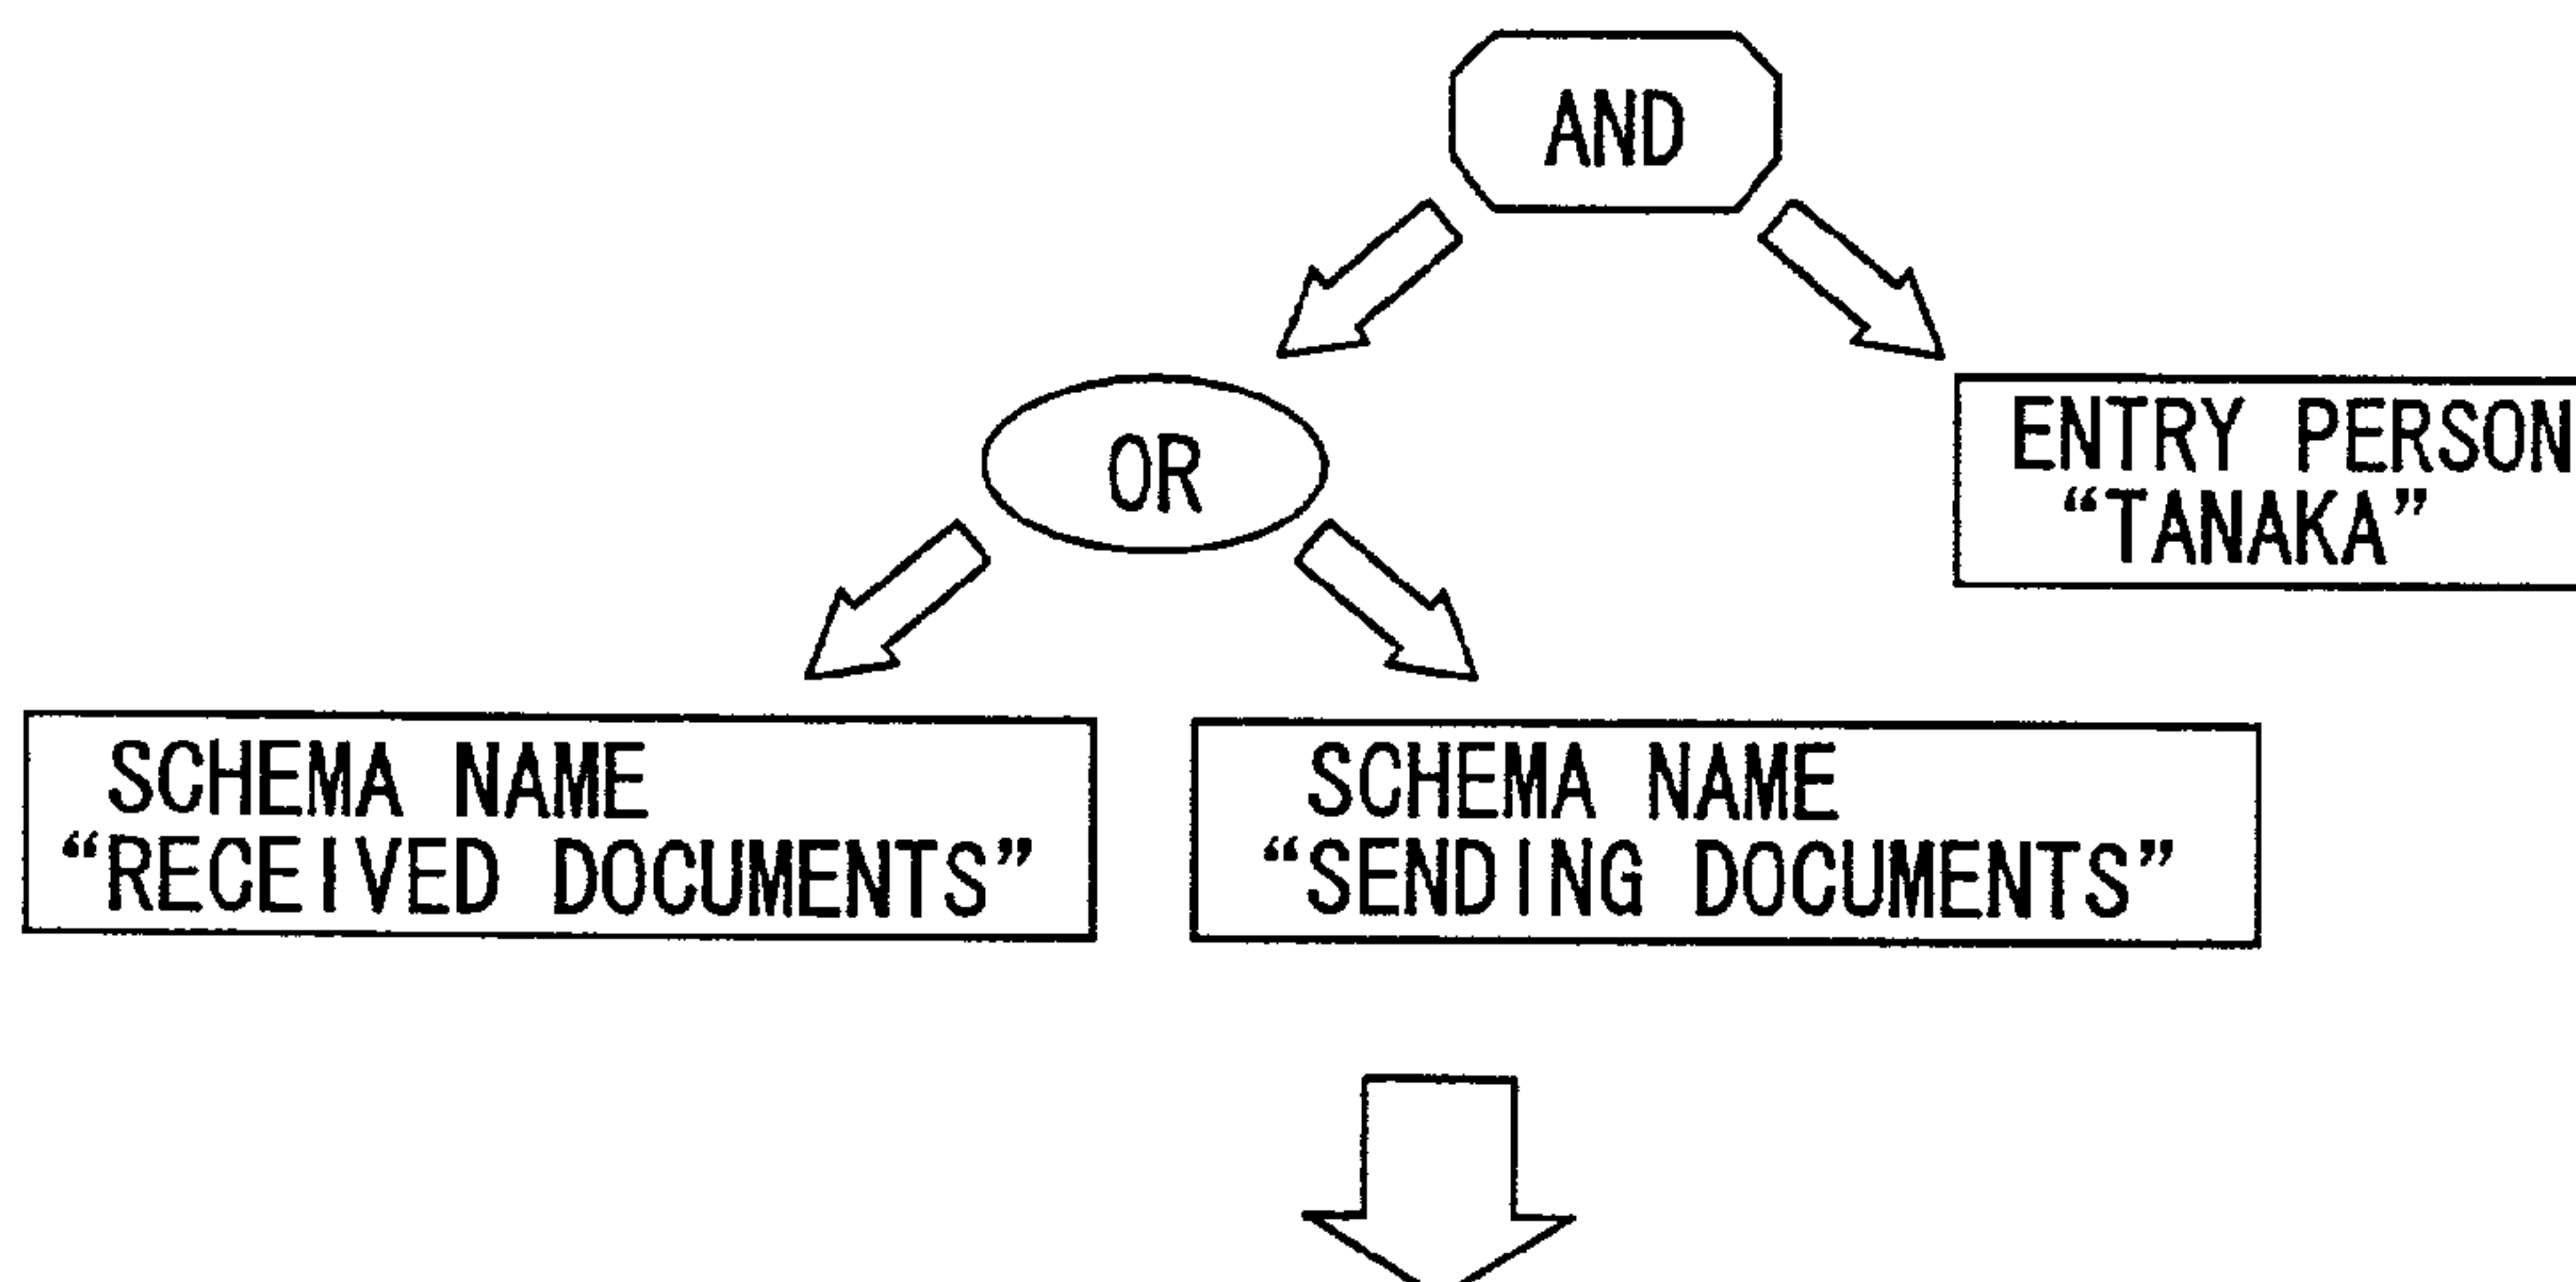 AND
OR
ENTRY PERSON
“TANAKA”
SCHEMA NAME
“RECEIVED DOCUMENTS”
SCHEMA NAME
“SENDING DOCUMENTS”